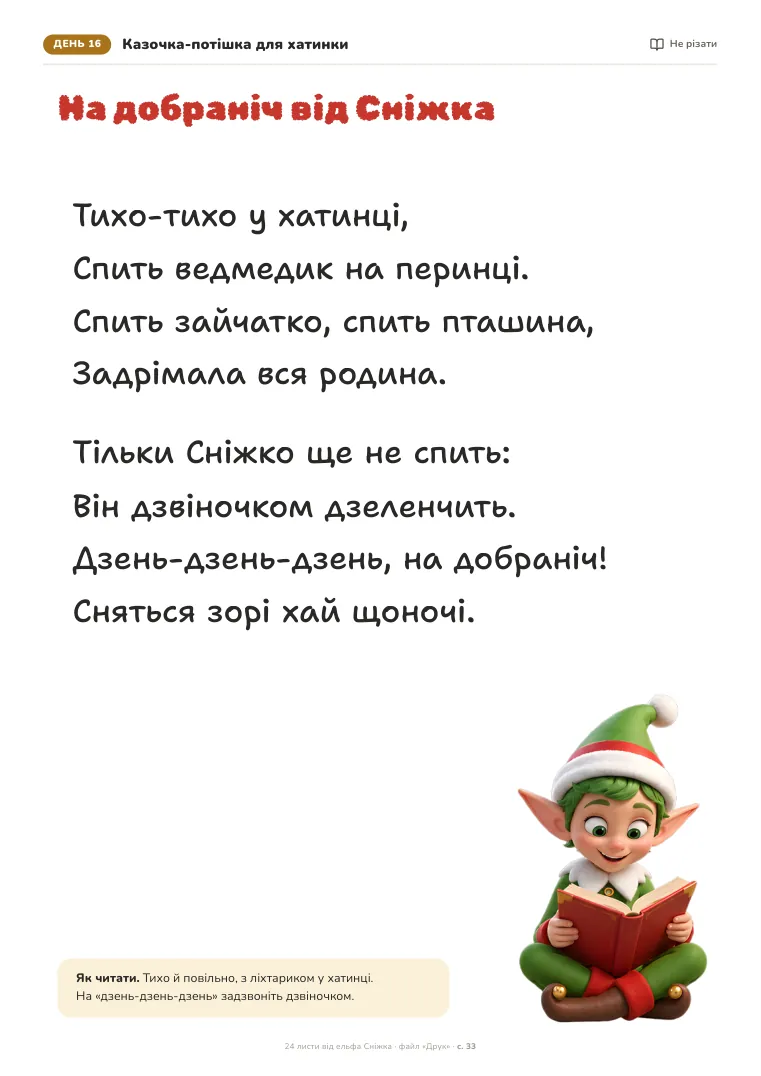 ДЕНЬ 16 Казочка-потішка для хатинки Не різати
На добраніч від Сніжка
Тихо-тихо у хатинці,
Спить ведмедик на перинці.
Спить зайчатко, спить пташина,
Задрімала вся родина.
Тільки Сніжко ще не спить:
Він дзвіночком дзеленчить.
Дзень-дзень-дзень, на добраніч!
Сняться зорі хай щоночі.
Як читати. Тихо й повільно, з ліхтариком у хатинці.
На «дзень-дзень-дзень» задзвоніть дзвіночком.
24 листи від ельфа Сніжка · файл «Друк» · с. 33